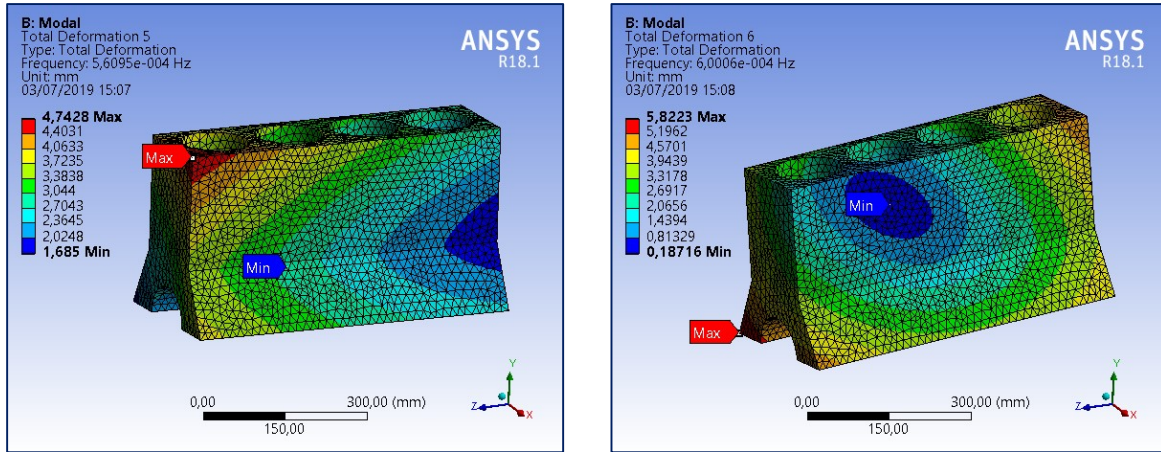 B: Modal
Total Deformation 5
Type: Total Deformation
Frequency: 5,6095e-004 Hz
Unit: mm
03/07/2019 15:07
ANSYS
R18.1
4,7428 Max
4,4031
4,0633
3,7235
3,3838
3,044
2,7043
2,3645
2,0248
1,685 Min
Max
Min
0,00
300,00 (mm)
150,00
Y
Z
X
B: Modal
Total Deformation 6
Type: Total Deformation
Frequency: 6,0006e-004 Hz
Unit: mm
03/07/2019 15:08
ANSYS
R18.1
5,8223 Max
5,1962
4,5701
3,9439
3,3178
2,6917
2,0656
1,4394
0,81329
0,18716 Min
Min
Max
0,00
300,00 (mm)
150,00
Y
Z
X